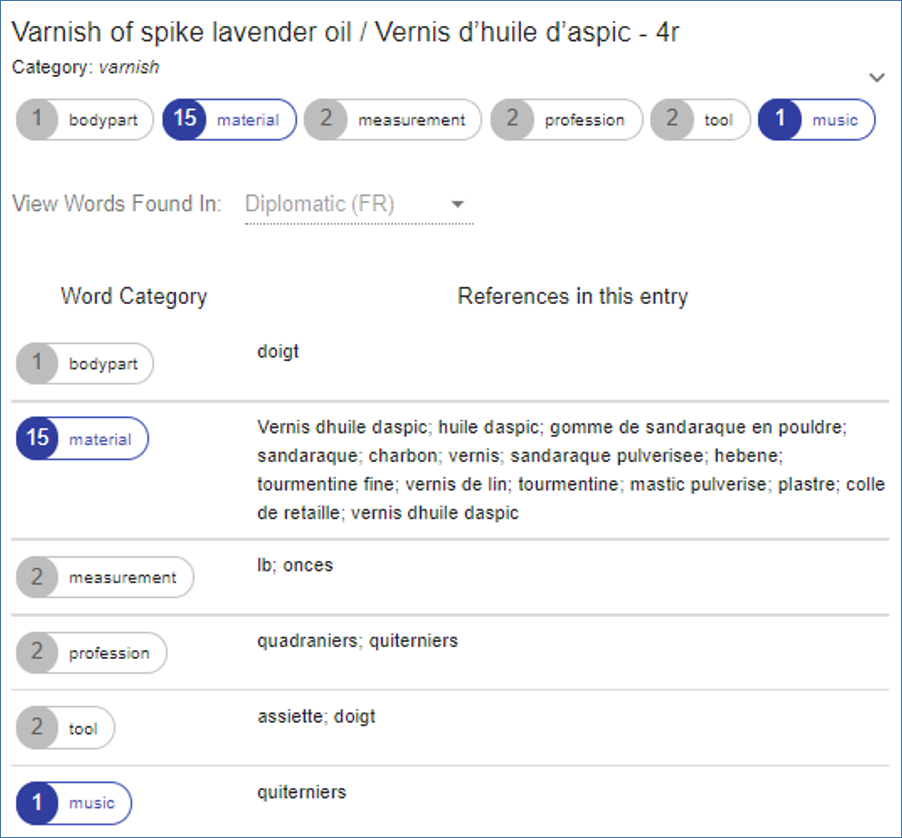 Varnish of spike lavender oil / Vernis d’huile d’aspic - 4r
Category: varnish
1 bodypart 15 material 2 measurement 2 profession 2 tool 1 music
View Words Found In: Diplomatic (FR)
Word Category References in this entry
1 bodypart doigt
15 material Vernis dhuile daspic; huile daspic; gomme de sandaraque en pouldre;
sandaraque; charbon; vernis; sandaraque pulverisee; hebene;
tourmentine fine; vernis de lin; tourmentine; mastic pulverise; plastre; colle
de retaille; vernis dhuile daspic
2 measurement lb; onces
2 profession quadraniers; quiterniers
2 tool assiette; doigt
1 music quiterniers